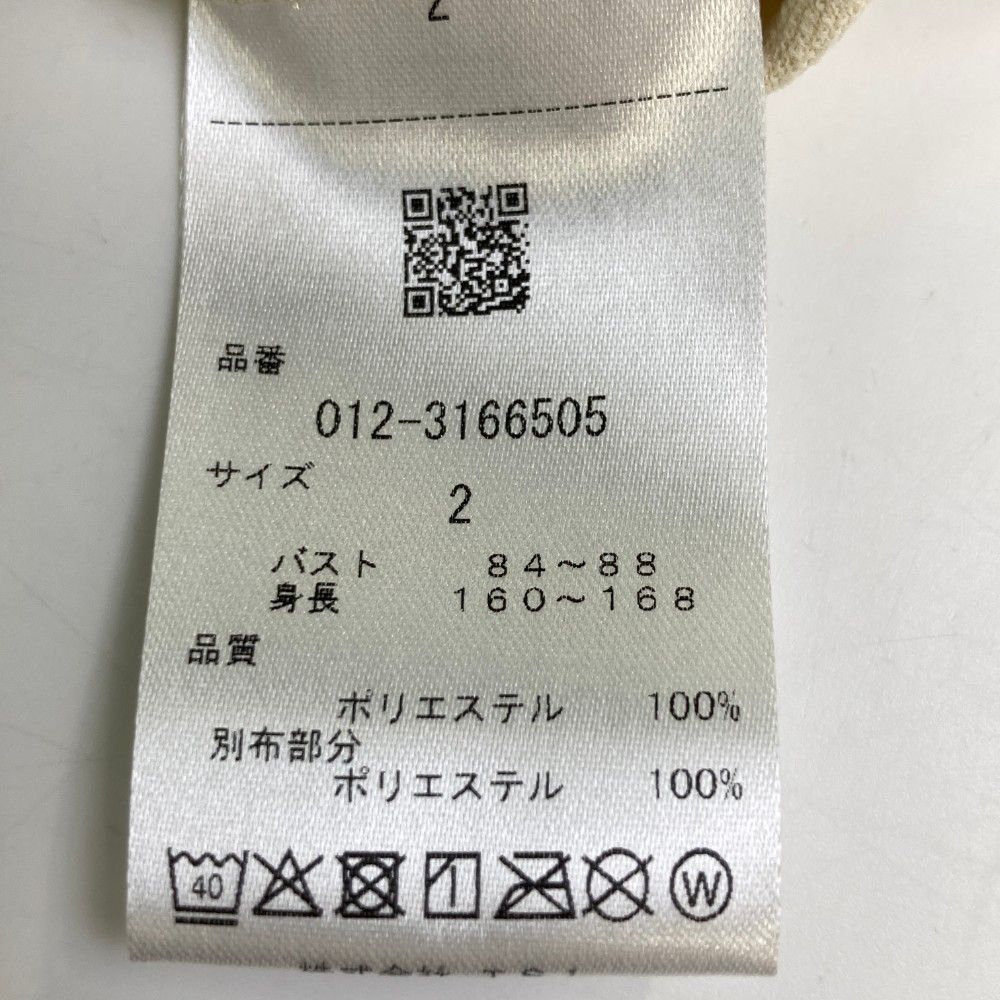 2
品番
012-3166505
サイズ
2
バスト 84～88
身長 160～168
品質
ポリエステル 100%
別布部分
ポリエステル 100%
40
W